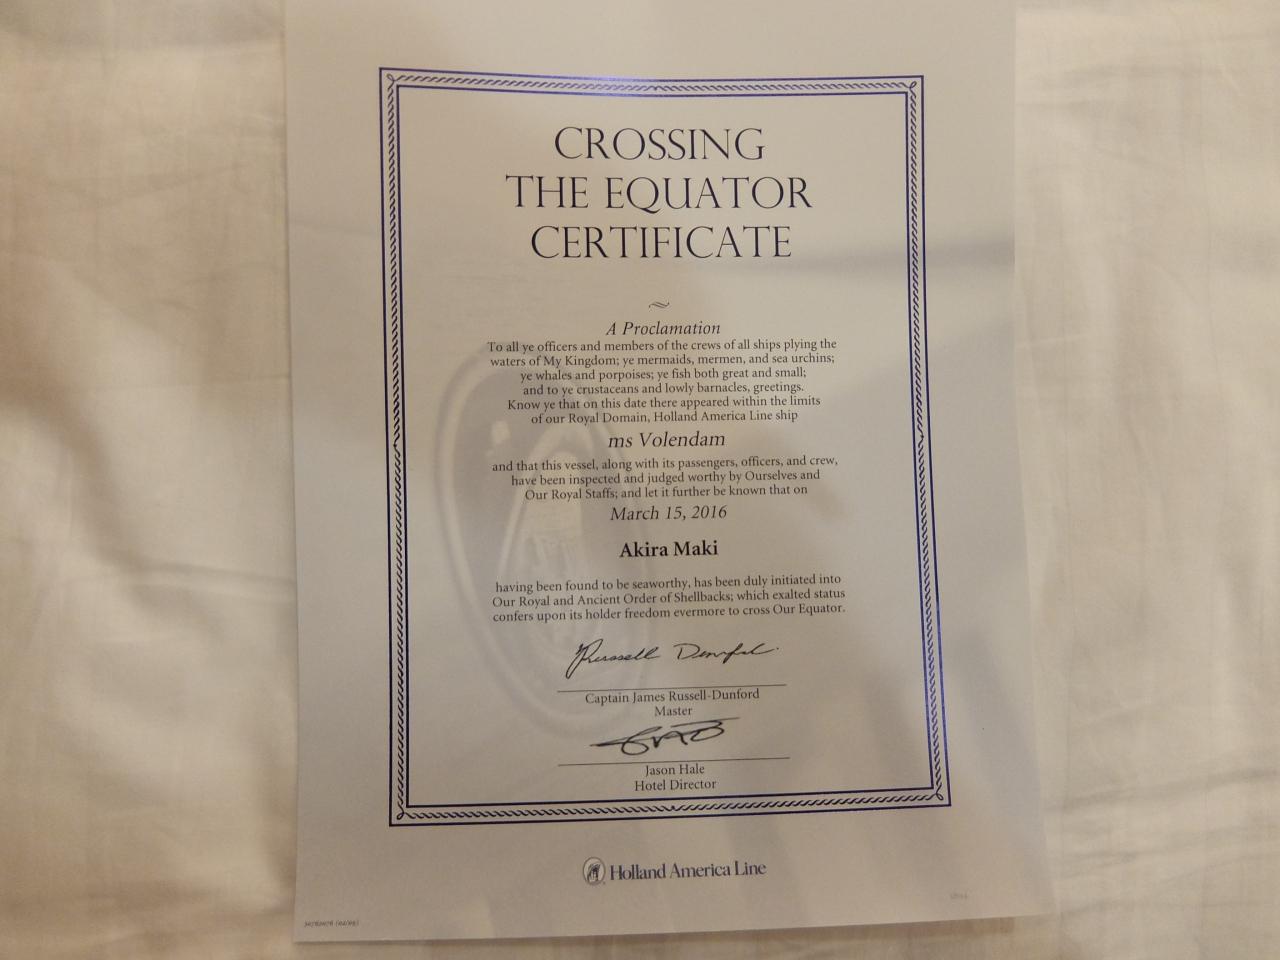 CROSSING
THE EQUATOR
CERTIFICATE
A Proclamation
To all ye officers and members of the crews of all ships plying the
waters of My Kingdom; ye mermaids, mermen, and sea urchins;
ye whales and porpoises; ye fish both great and small;
and to ye crustaceans and lowly barnacles, greetings.
Know ye that on this date there appeared within the limits
of our Royal Domain, Holland America Line ship
ms Volendam
and that this vessel, along with its passengers, officers, and crew,
have been inspected and judged worthy by Ourselves and
Our Royal Staffs; and let it further be known that on
March 15, 2016
Akira Maki
having been found to be seaworthy, has been duly initiated into
Our Royal and Ancient Order of Shellbacks; which exalted status
confers upon its holder freedom evermore to cross Our Equator.
Russell Dunford
Captain James Russell-Dunford
Master
Jason Hale
Hotel Director
Holland America Line